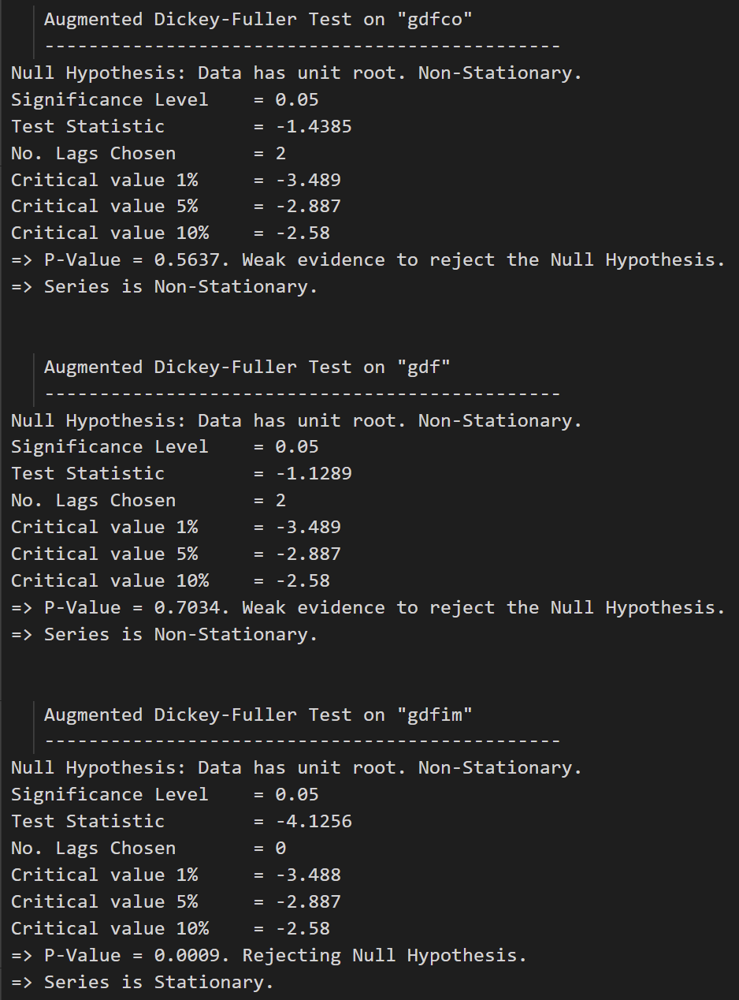 Augmented Dickey-Fuller Test on "gdfco"
-----------------------------------------------
Null Hypothesis: Data has unit root. Non-Stationary.
Significance Level    = 0.05
Test Statistic        = -1.4385
No. Lags Chosen       = 2
Critical value 1%     = -3.489
Critical value 5%     = -2.887
Critical value 10%    = -2.58
=> P-Value = 0.5637. Weak evidence to reject the Null Hypothesis.
=> Series is Non-Stationary.
Augmented Dickey-Fuller Test on "gdf"
-----------------------------------------------
Null Hypothesis: Data has unit root. Non-Stationary.
Significance Level    = 0.05
Test Statistic        = -1.1289
No. Lags Chosen       = 2
Critical value 1%     = -3.489
Critical value 5%     = -2.887
Critical value 10%    = -2.58
=> P-Value = 0.7034. Weak evidence to reject the Null Hypothesis.
=> Series is Non-Stationary.
Augmented Dickey-Fuller Test on "gdfim"
-----------------------------------------------
Null Hypothesis: Data has unit root. Non-Stationary.
Significance Level    = 0.05
Test Statistic        = -4.1256
No. Lags Chosen       = 0
Critical value 1%     = -3.488
Critical value 5%     = -2.887
Critical value 10%    = -2.58
=> P-Value = 0.0009. Rejecting Null Hypothesis.
=> Series is Stationary.